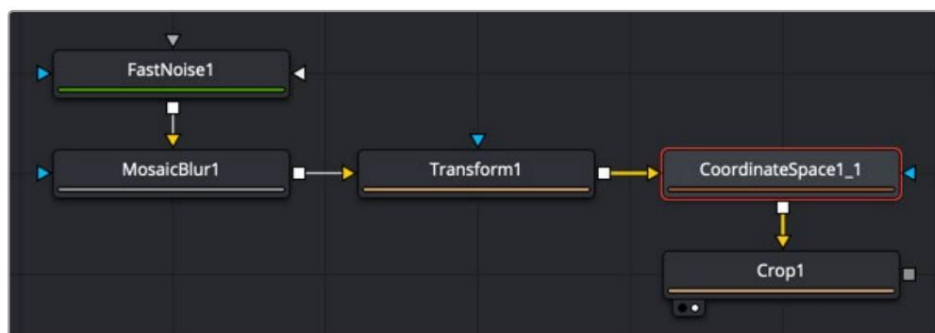 FastNoise1
MosaicBlur1
Transform1
CoordinateSpace1_1
Crop1